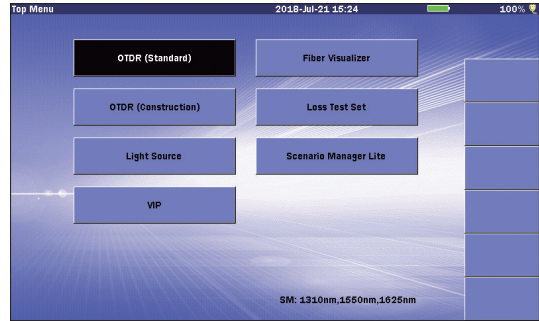 Top Menu 2018-Jul-21 15:24 100%
OTDR (Standard) Fiber Visualizer
OTDR (Construction) Loss Test Set
Light Source Scenario Manager Lite
VIP
SM: 1310nm,1550nm,1625nm